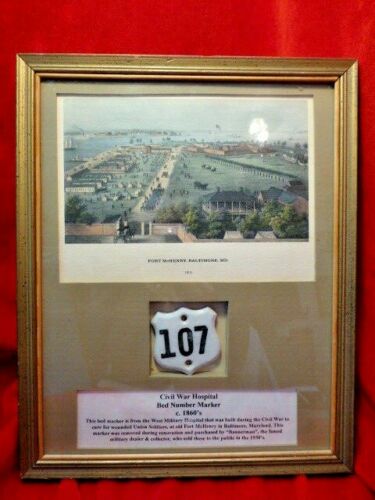 FORT McHENRY, BALTIMORE, MD.
107
Civil War Hospital
Bed Number Marker
c. 1860's
This bed marker is from the West Military Hospital that was built during the Civil War to
care for wounded Union Soldiers, at old Fort McHenry in Baltimore, Maryland. This
marker was removed during renovation and purchased by "Bannerman", the famed
military dealer & collector, who sold these to the public in the 1930's.